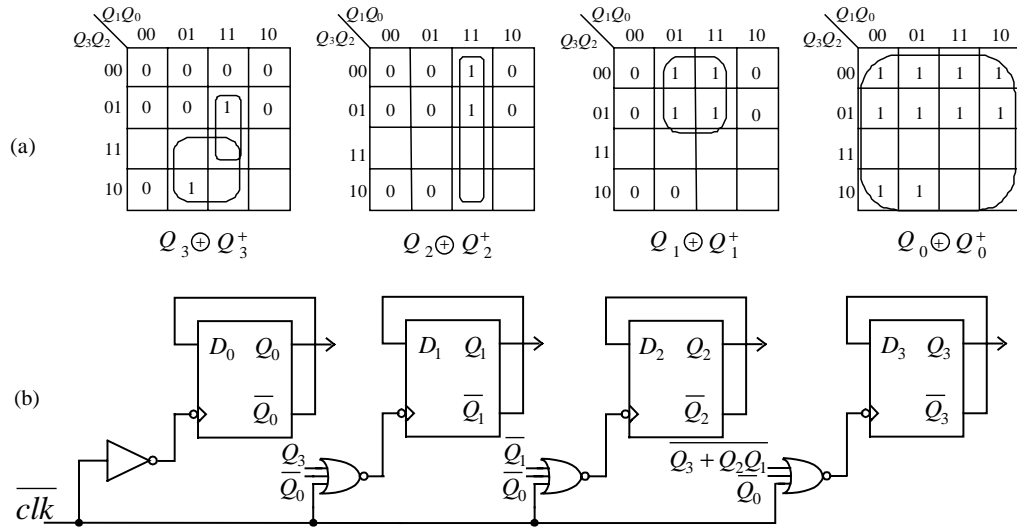 Q₁Q₀ Q₁Q₀ Q₁Q₀ Q₁Q₀
Q₃Q₂ 00 01 11 10 Q₃Q₂ 00 01 11 10 Q₃Q₂ 00 01 11 10 Q₃Q₂ 00 01 11 10
00 0 0 0 0 00 0 0 1 0 00 0 1 1 0 00 1 1 1 1
01 0 0 1 0 01 0 0 1 0 01 0 1 1 0 01 1 1 1 1
(a) 11 11 11 11
10 0 1 10 0 0 10 0 0 10 1 1
Q₃ ⊕ Q₃⁺ Q₂ ⊕ Q₂⁺ Q₁ ⊕ Q₁⁺ Q₀ ⊕ Q₀⁺
D₀ Q₀ D₁ Q₁ D₂ Q₂ D₃ Q₃
(b) Q̅₀ Q̅₁ Q̅₂ Q̅₃
Q₃ Q̅₁ \overline{Q₃ + Q₂Q₁}
Q̅₀ Q̅₀ Q̅₀
\overline{clk}